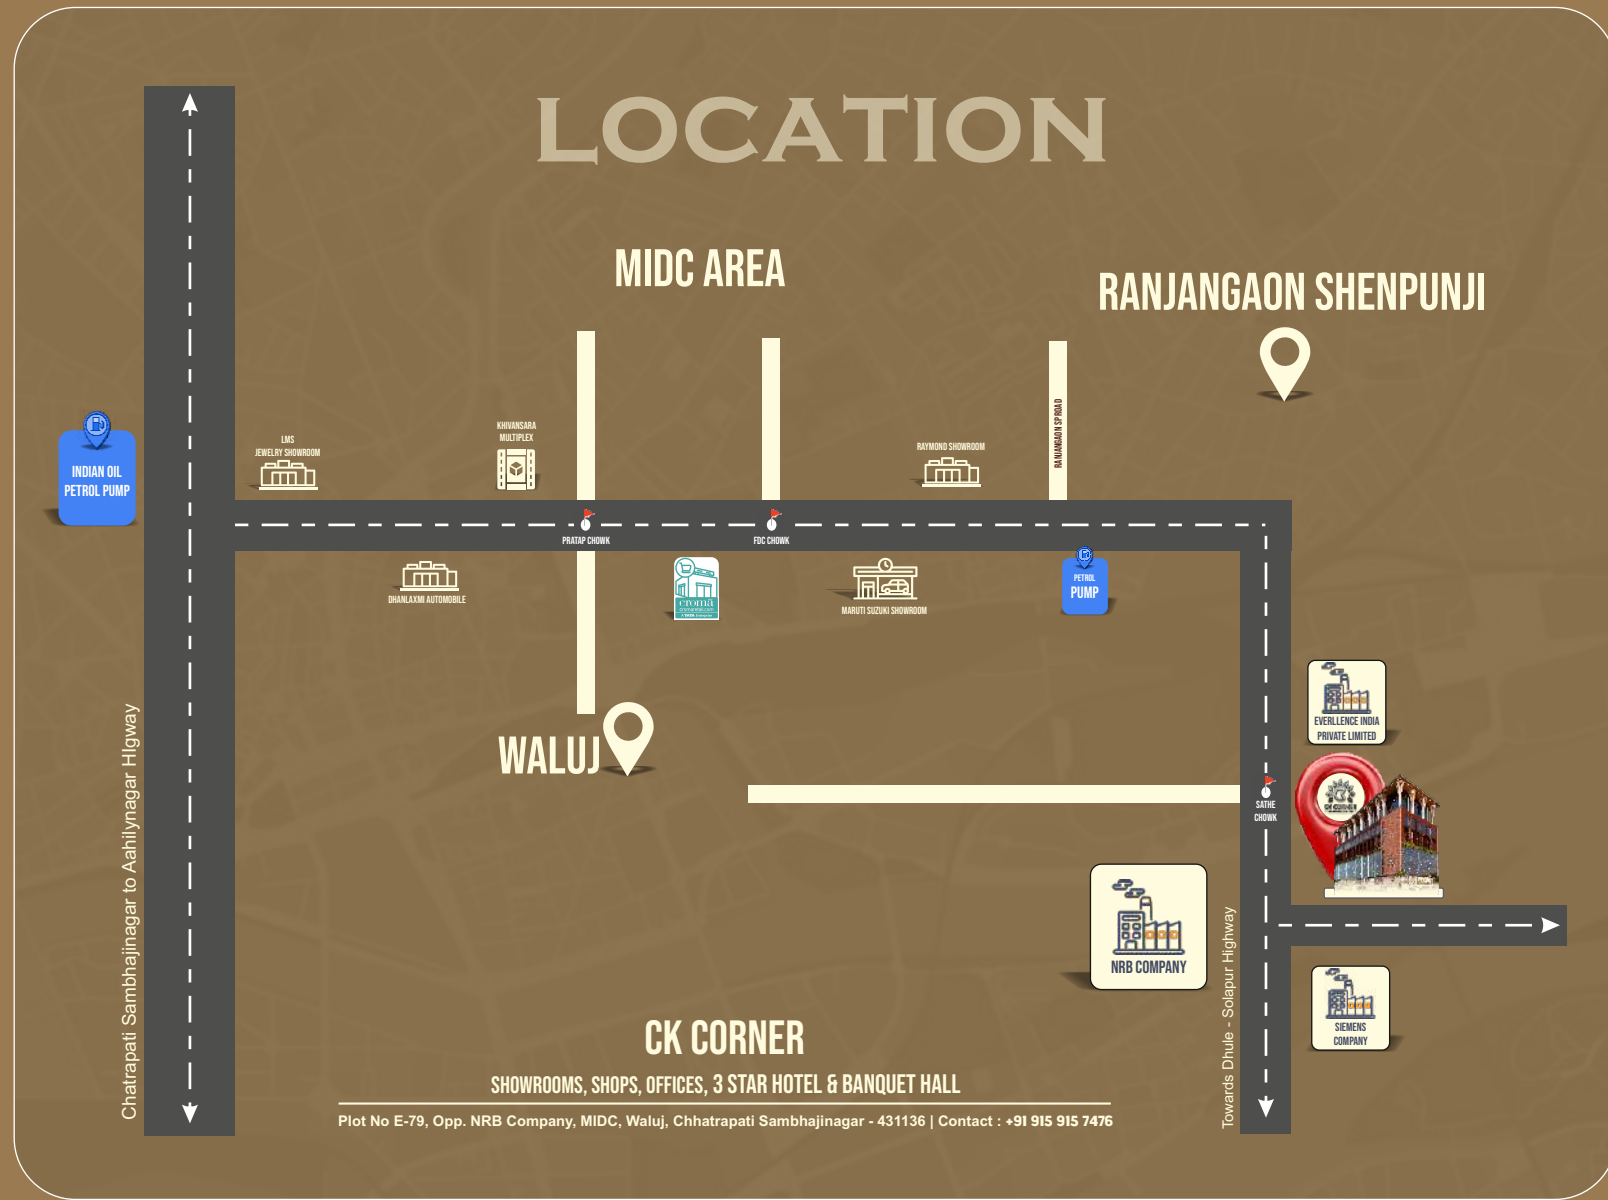 LOCATION
MIDC AREA
RANJANGAON SHENPUNJI
RANJANGAON SP ROAD
KHIVANSARA
MULTIPLEX
LMS
JEWELRY SHOWROOM
RAYMOND SHOWROOM
INDIAN OIL
PETROL PUMP
PRATAP CHOWK
FDC CHOWK
DHANLAXMI AUTOMOBILE
croma
MARUTI SUZUKI SHOWROOM
PETROL
PUMP
EVERLLENCE INDIA
PRIVATE LIMITED
WALUJ
SATHE
CHOWK
CK CORNER
Chatrapati Sambhajinagar to Aahilynagar HIgway
NRB COMPANY
Towards Dhule - Solapur Highway
SIEMENS
COMPANY
CK CORNER
SHOWROOMS, SHOPS, OFFICES, 3 STAR HOTEL & BANQUET HALL
Plot No E-79, Opp. NRB Company, MIDC, Waluj, Chhatrapati Sambhajinagar - 431136 | Contact : +91 915 915 7476